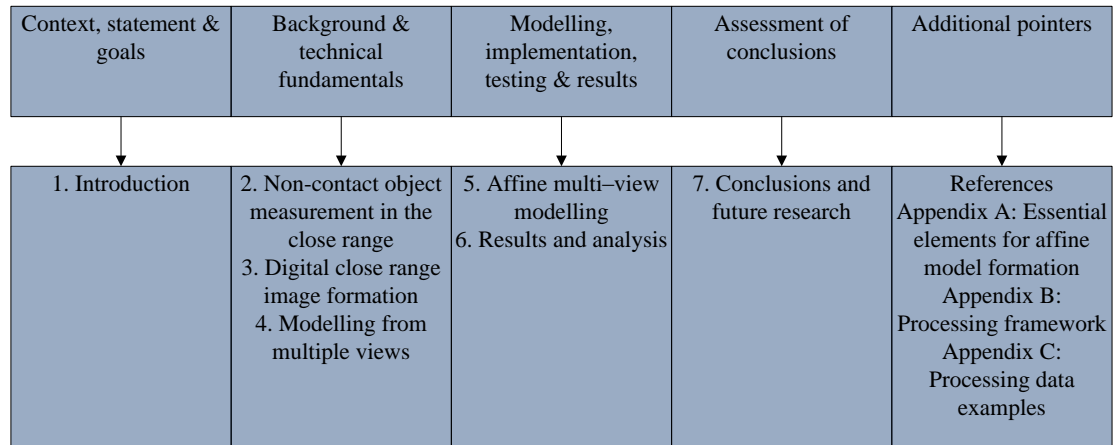 Context, statement &
goals
Background &
technical
fundamentals
Modelling,
implementation,
testing & results
Assessment of
conclusions
Additional pointers
1. Introduction
2. Non-contact object
measurement in the
close range
3. Digital close range
image formation
4. Modelling from
multiple views
5. Affine multi–view
modelling
6. Results and analysis
7. Conclusions and
future research
References
Appendix A: Essential
elements for affine
model formation
Appendix B:
Processing framework
Appendix C:
Processing data
examples